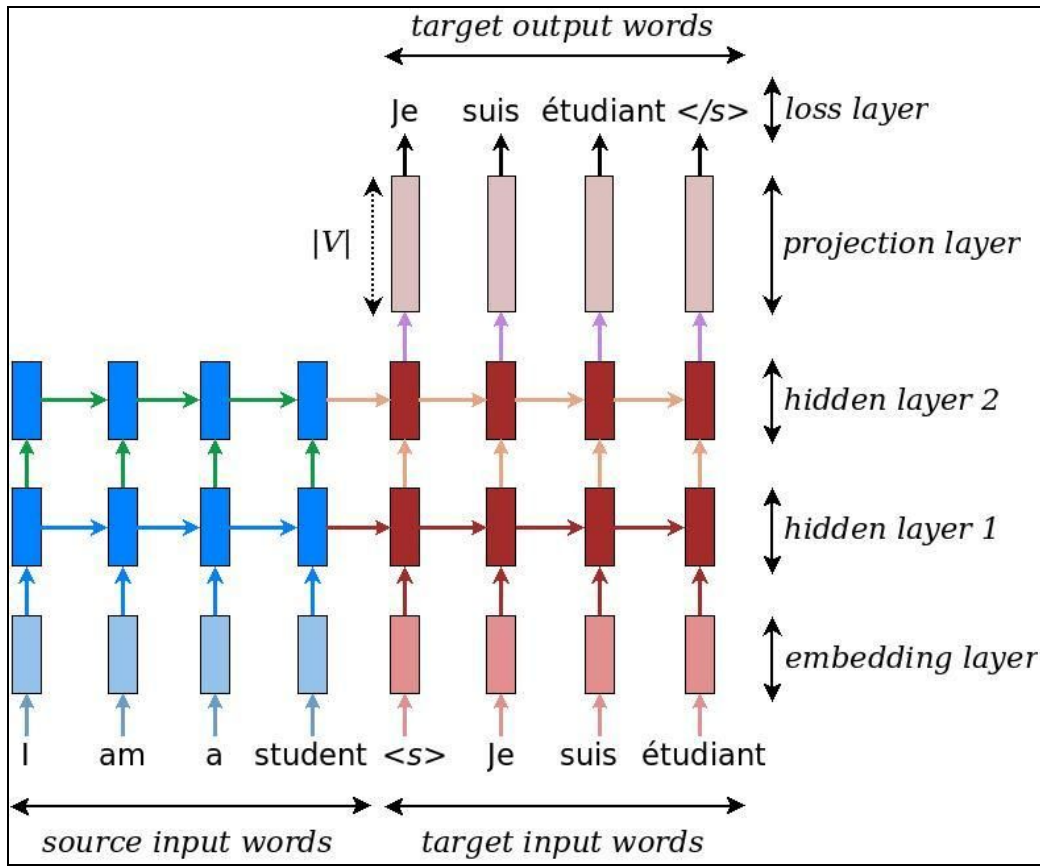 target output words
Je suis étudiant </s> loss layer
|V| projection layer
hidden layer 2
hidden layer 1
embedding layer
I am a student <s> Je suis étudiant
source input words target input words